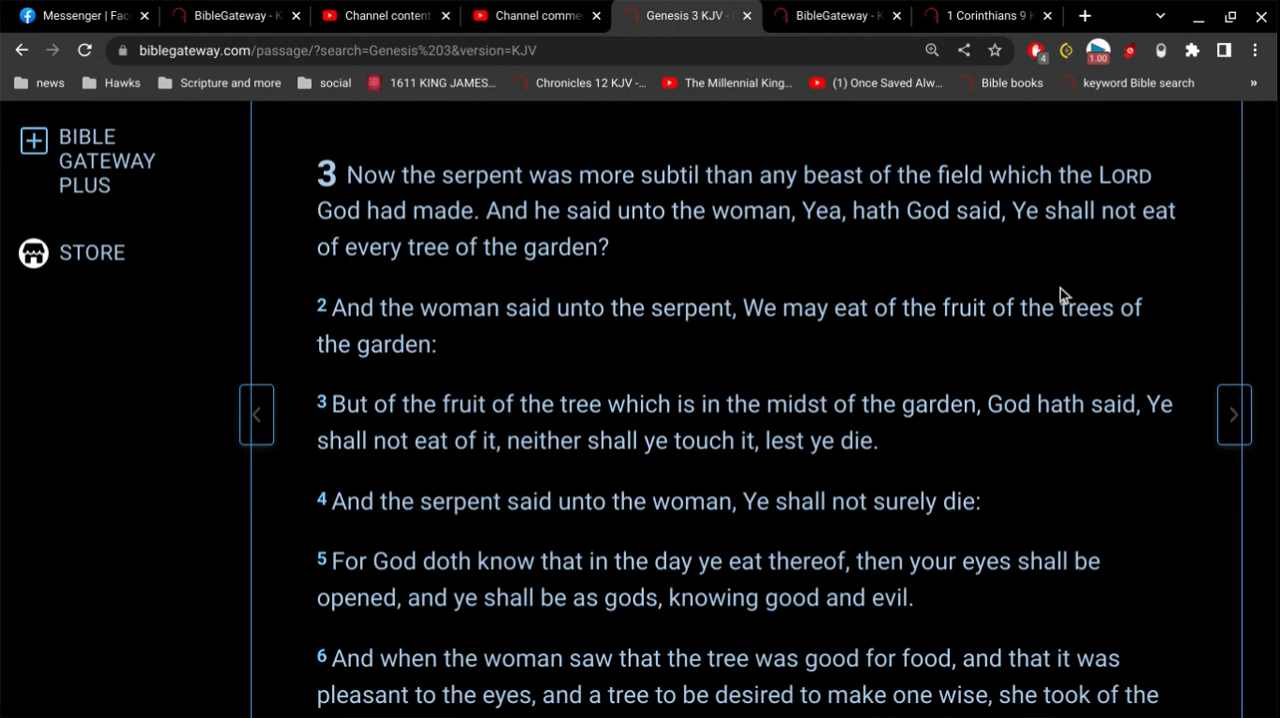 Messenger | Fac
BibleGateway - K
Channel content
Channel comme
Genesis 3 KJV -
BibleGateway - K
1 Corinthians 9 K
biblegateway.com/passage/?search=Genesis%203&version=KJV
4
1.00
news
Hawks
Scripture and more
social
1611 KING JAMES...
Chronicles 12 KJV -...
The Millennial King...
(1) Once Saved Alw...
Bible books
keyword Bible search
»
BIBLE
GATEWAY
PLUS
STORE
3 Now the serpent was more subtil than any beast of the field which the LORD
God had made. And he said unto the woman, Yea, hath God said, Ye shall not eat
of every tree of the garden?
2 And the woman said unto the serpent, We may eat of the fruit of the trees of
the garden:
3 But of the fruit of the tree which is in the midst of the garden, God hath said, Ye
shall not eat of it, neither shall ye touch it, lest ye die.
4 And the serpent said unto the woman, Ye shall not surely die:
5 For God doth know that in the day ye eat thereof, then your eyes shall be
opened, and ye shall be as gods, knowing good and evil.
6 And when the woman saw that the tree was good for food, and that it was
pleasant to the eyes, and a tree to be desired to make one wise, she took of the